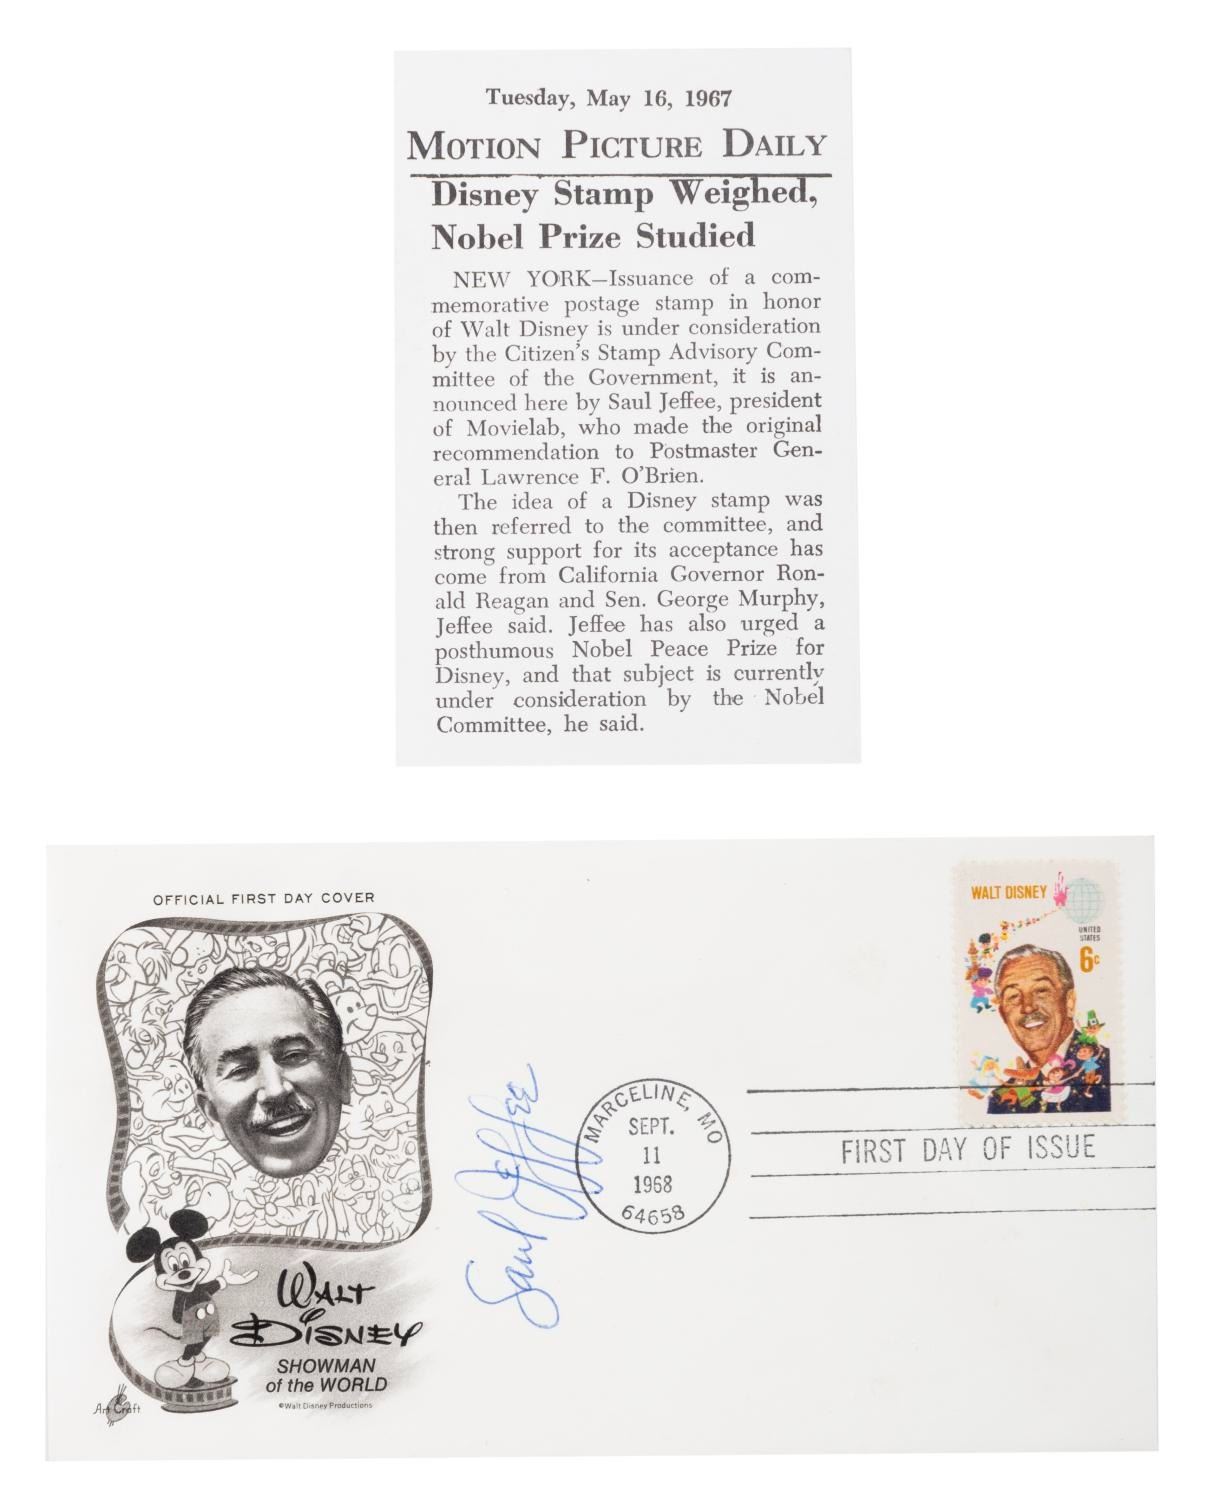 Tuesday, May 16, 1967
MOTION PICTURE DAILY
Disney Stamp Weighed,
Nobel Prize Studied
NEW YORK—Issuance of a com-
memorative postage stamp in honor
of Walt Disney is under consideration
by the Citizen's Stamp Advisory Com-
mittee of the Government, it is an-
nounced here by Saul Jeffee, president
of Movielab, who made the original
recommendation to Postmaster Gen-
eral Lawrence F. O'Brien.
The idea of a Disney stamp was
then referred to the committee, and
strong support for its acceptance has
come from California Governor Ron-
ald Reagan and Sen. George Murphy,
Jeffee said. Jeffee has also urged a
posthumous Nobel Peace Prize for
Disney, and that subject is currently
under consideration by the Nobel
Committee, he said.
OFFICIAL FIRST DAY COVER
WALT
DISNEY
SHOWMAN
of the WORLD
©Walt Disney Productions
Art Craft
Saul Jeffee
MARCELINE, MO
SEPT.
11
1968
64658
WALT DISNEY
UNITED
STATES
6c
FIRST DAY OF ISSUE